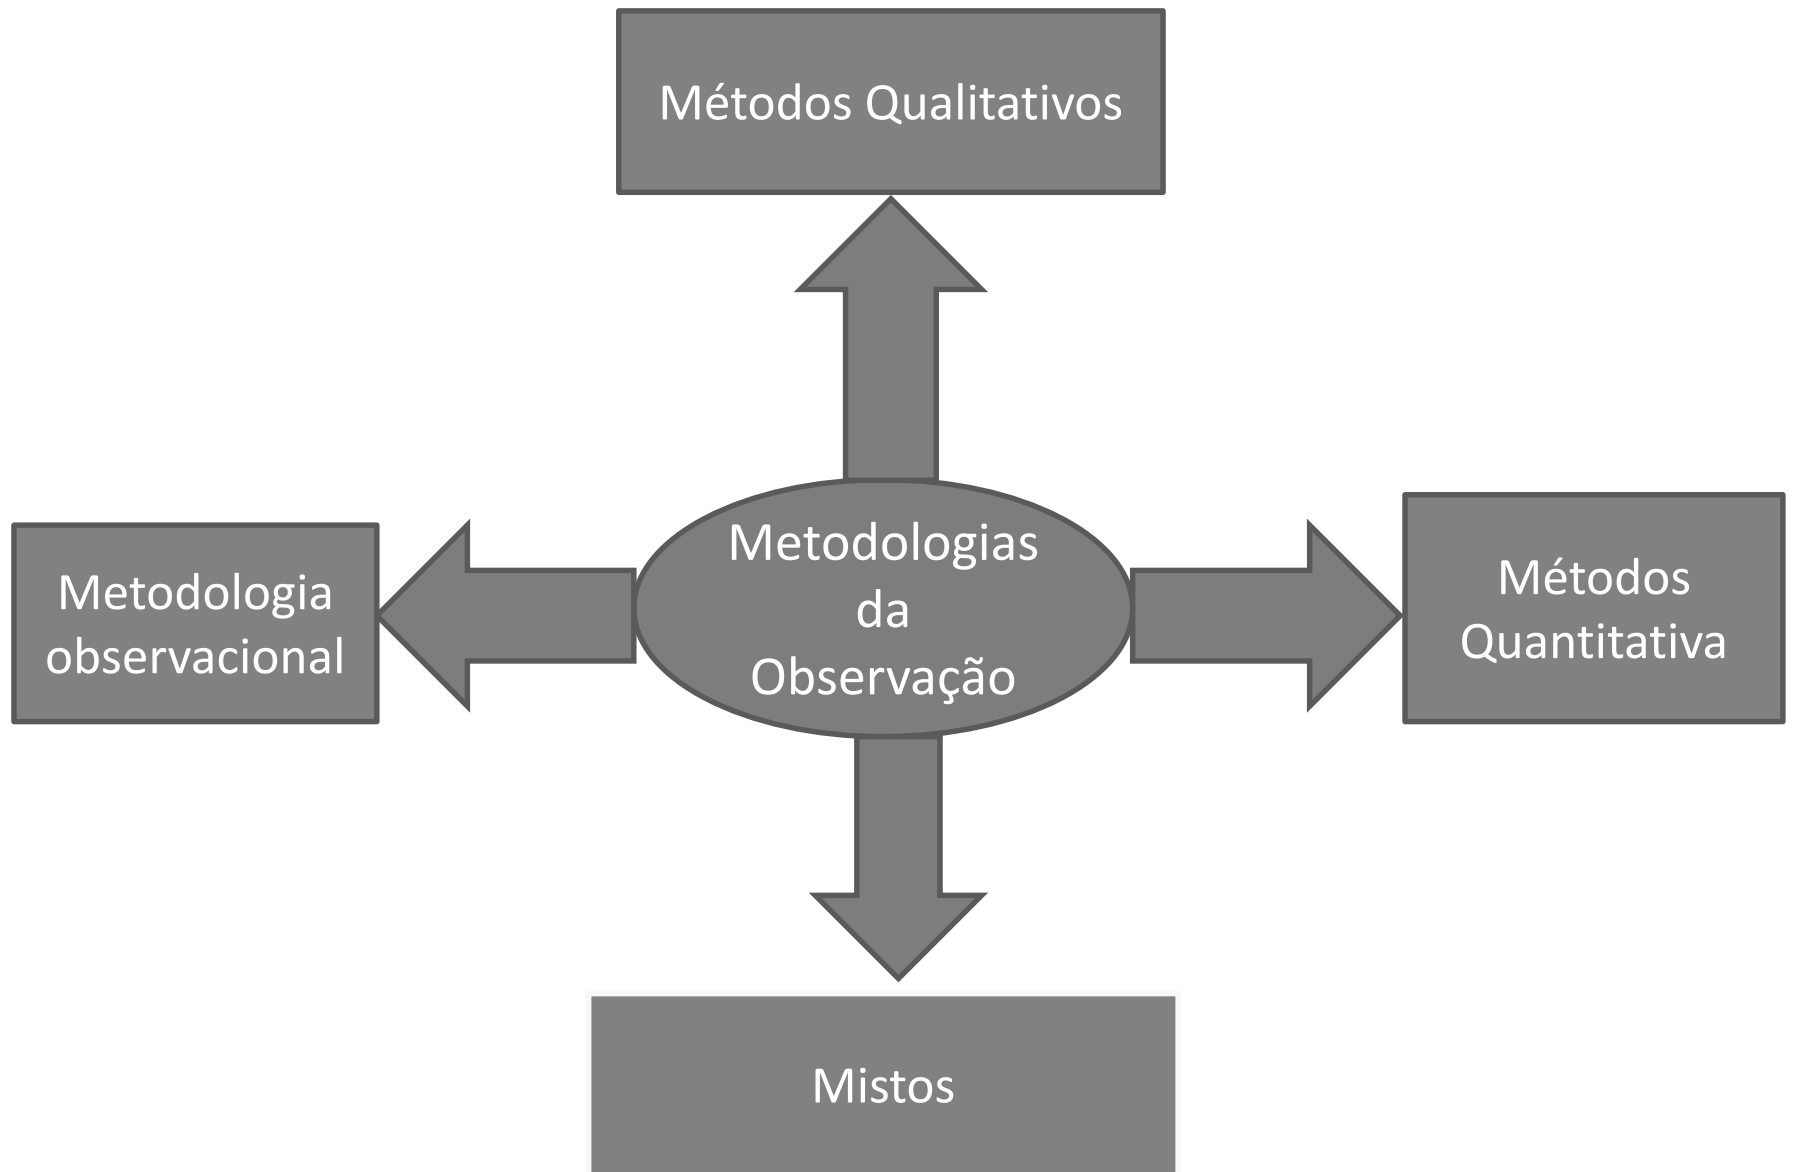 Métodos Qualitativos
Metodologias
da
Observação
Metodologia
observacional
Métodos
Quantitativa
Mistos